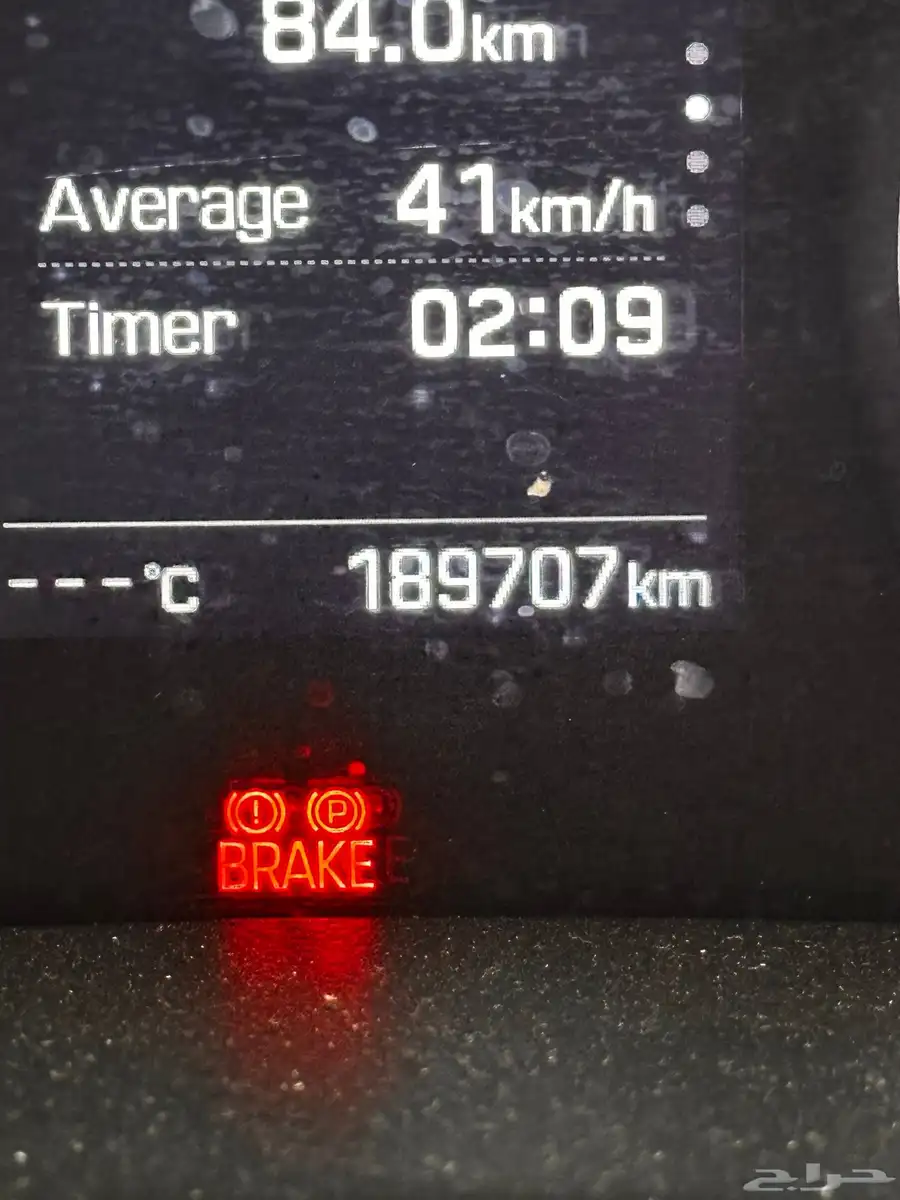 84.0km
Average 41km/h
Timer 02:09
---°C 189707km
(!) (P)
BRAKE
حراج